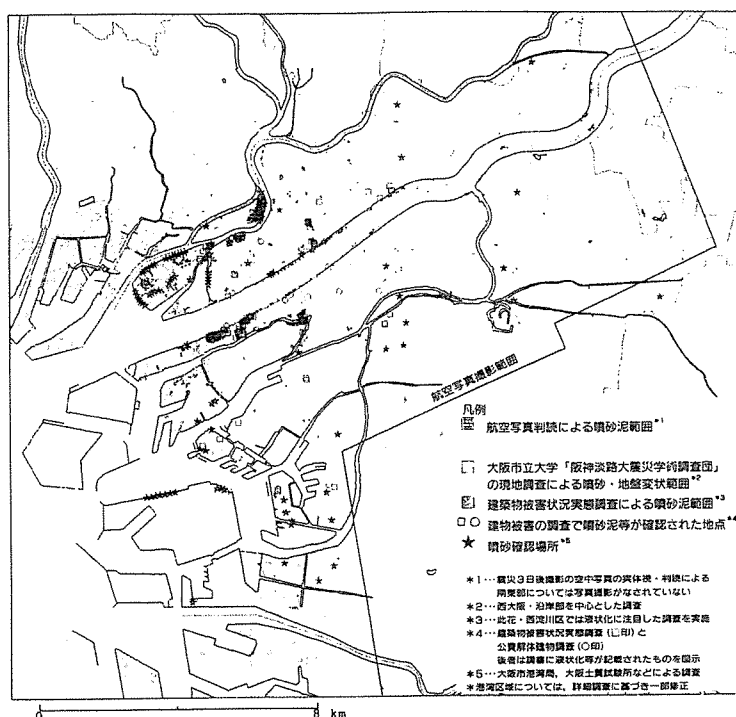 航空写真撮影範囲
凡例
航空写真判読による噴砂泥範囲*1
大阪市立大学「阪神淡路大震災学術調査団」
の現地調査による噴砂・地盤変状範囲*2
建築物被害状況実態調査による噴砂泥範囲*3
□○ 建物被害の調査で噴砂泥等が確認された地点*4
★ 噴砂確認場所*5
*1…震災3日後撮影の空中写真の実体視・判読による
南東部については写真撮影がなされていない
*2…西大阪・沿岸部を中心とした調査
*3…此花・西淀川区では液状化に注目した調査を実施
*4…建築物被害状況実態調査(□印)と
公費解体建物調査(○印)
後者は調書に液状化等が記載されたものを図示
*5…大阪市港湾局、大阪土質試験所などによる調査
*港湾区域については、詳細調査に基づき一部修正
0 8 km